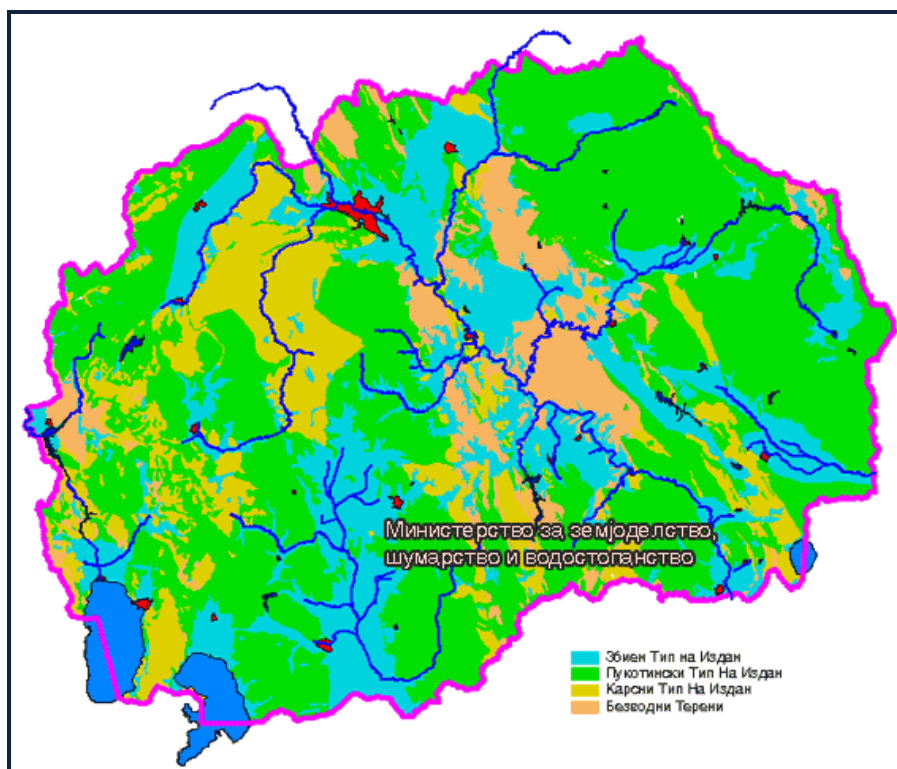 Министерство за земјоделство,
шумарство и водостопанство
Збиен Тип на Издан
Пукотински Тип На Издан
Карсни Тип На Издан
Безводни Терени